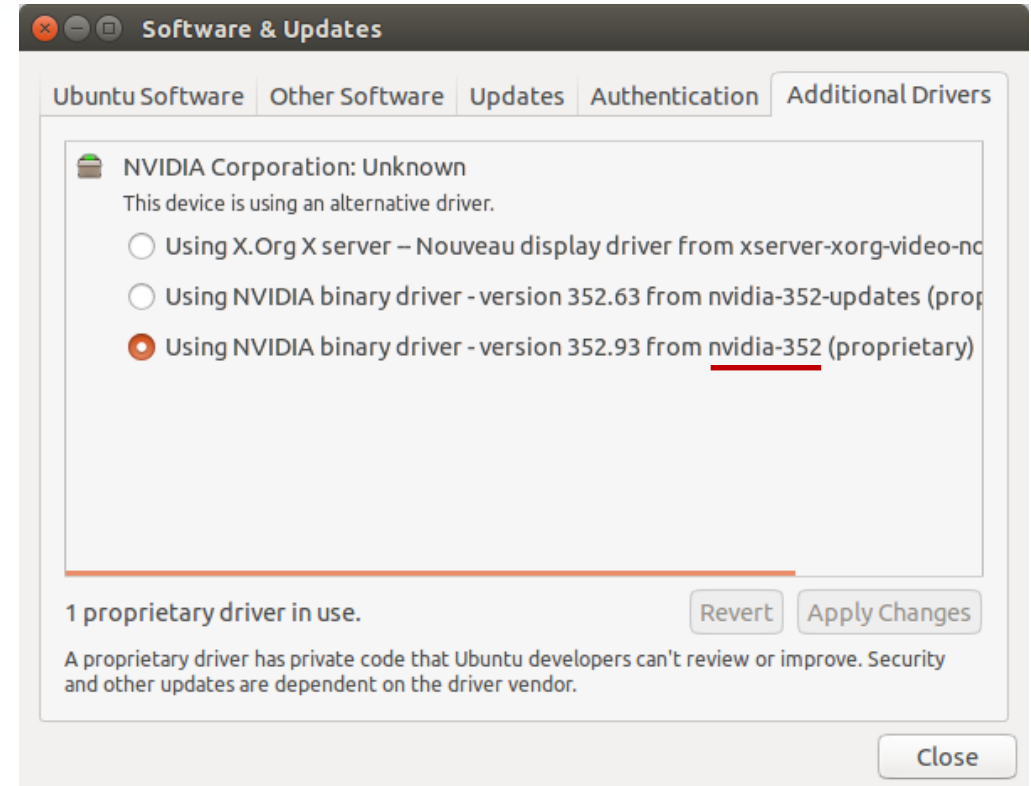 Software & Updates
Ubuntu Software Other Software Updates Authentication Additional Drivers
NVIDIA Corporation: Unknown
This device is using an alternative driver.
Using X.Org X server – Nouveau display driver from xserver-xorg-video-
Using NVIDIA binary driver - version 352.63 from nvidia-352-updates
Using NVIDIA binary driver - version 352.93 from nvidia-352 (proprietary)
1 proprietary driver in use.
Revert Apply Changes
A proprietary driver has private code that Ubuntu developers can't review or improve. Security
and other updates are dependent on the driver vendor.
Close